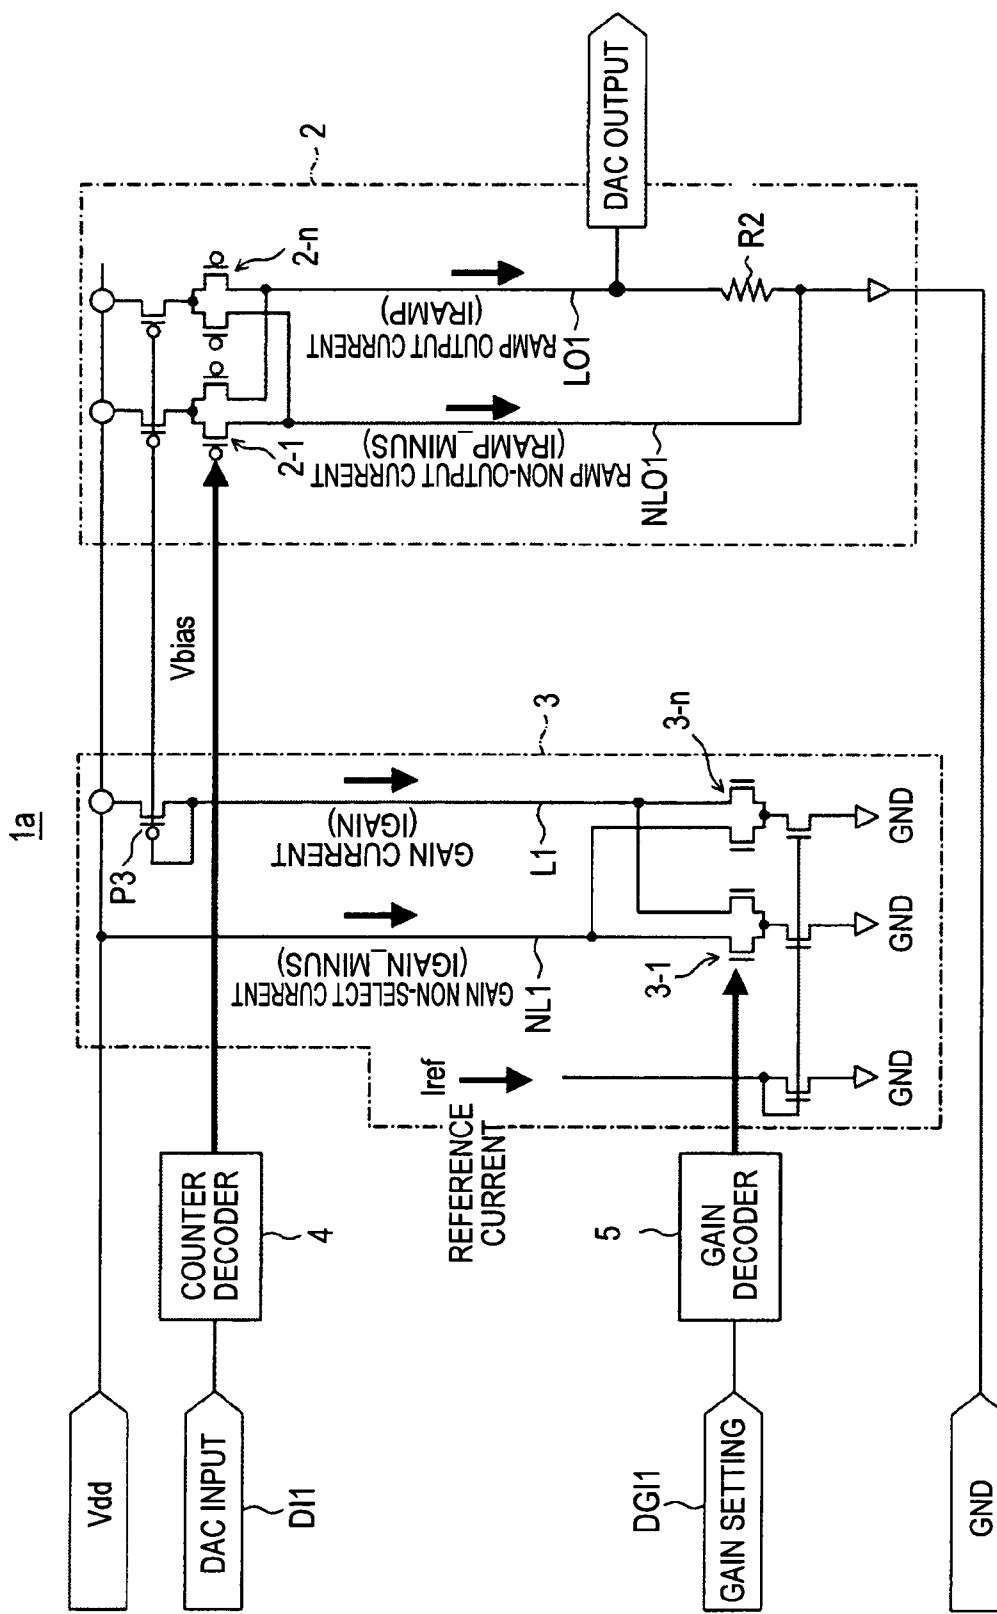 1a
Vdd
DAC INPUT
DI1
COUNTER
DECODER
4
GAIN SETTING
DGI1
GAIN
DECODER
5
GND
REFERENCE
CURRENT
Iref
GND
3
P3
GAIN NON-SELECT CURRENT
(IGAIN_MINUS)
NL1
GAIN CURRENT
(IGAIN)
L1
3-1
3-n
GND
GND
Vbias
2
2-1
2-n
RAMP NON-OUTPUT CURRENT
(IRAMP_MINUS)
NLO1
RAMP OUTPUT CURRENT
(IRAMP)
LO1
R2
DAC OUTPUT